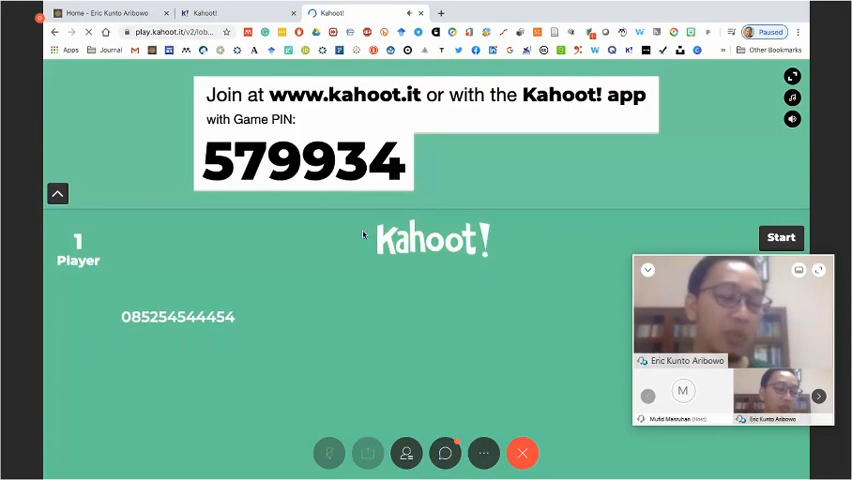 Home - Eric Kunto Aribowo
Kahoot!
Kahoot!
play.kahoot.it/v2/lob...
Paused
Apps
Journal
Other Bookmarks
Join at www.kahoot.it or with the Kahoot! app
with Game PIN:
579934
Kahoot!
1
Player
Start
085254544454
Eric Kunto Aribowo
M
Mufid Masruhan (Host)
Eric Kunto Aribowo